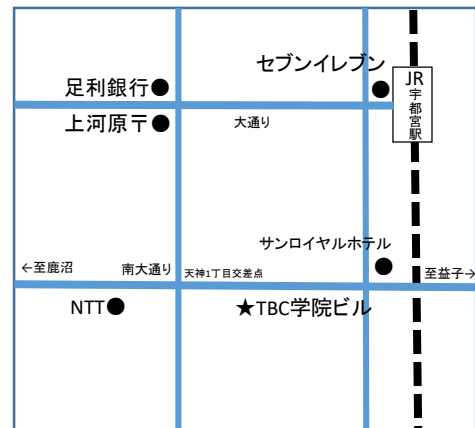 セブンイレブン
足利銀行
JR
宇都宮駅
上河原〒
大通り
サンロイヤルホテル
←至鹿沼
南大通り
天神1丁目交差点
至益子→
NTT
★TBC学院ビル